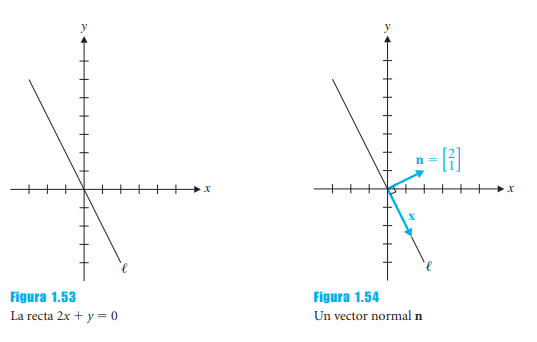 y
x
ℓ
Figura 1.53
La recta 2x + y = 0
y
n = [2 1]
x
x
ℓ
Figura 1.54
Un vector normal n